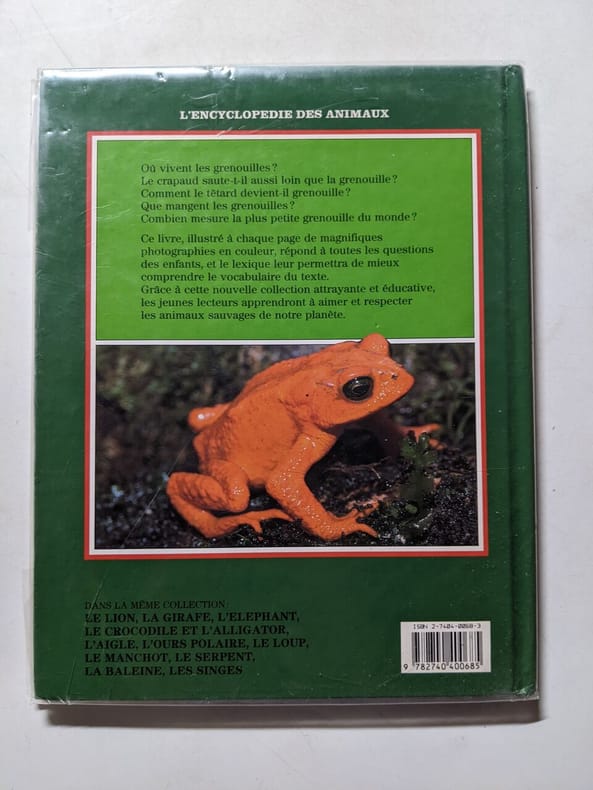 L'ENCYCLOPEDIE DES ANIMAUX
Où vivent les grenouilles ?
Le crapaud saute-t-il aussi loin que la grenouille ?
Comment le têtard devient-il grenouille ?
Que mangent les grenouilles ?
Combien mesure la plus petite grenouille du monde ?
Ce livre, illustré à chaque page de magnifiques
photographies en couleur, répond à toutes les questions
des enfants, et le lexique leur permettra de mieux
comprendre le vocabulaire du texte.
Grâce à cette nouvelle collection attrayante et éducative,
les jeunes lecteurs apprendront à aimer et respecter
les animaux sauvages de notre planète.
DANS LA MÊME COLLECTION
LE LION, LA GIRAFE, L'ELEPHANT,
LE CROCODILE ET L'ALLIGATOR,
L'AIGLE, L'OURS POLAIRE, LE LOUP,
LE MANCHOT, LE SERPENT,
LA BALEINE, LES SINGES
ISBN 2-7404-0068-3
9 782740 400685